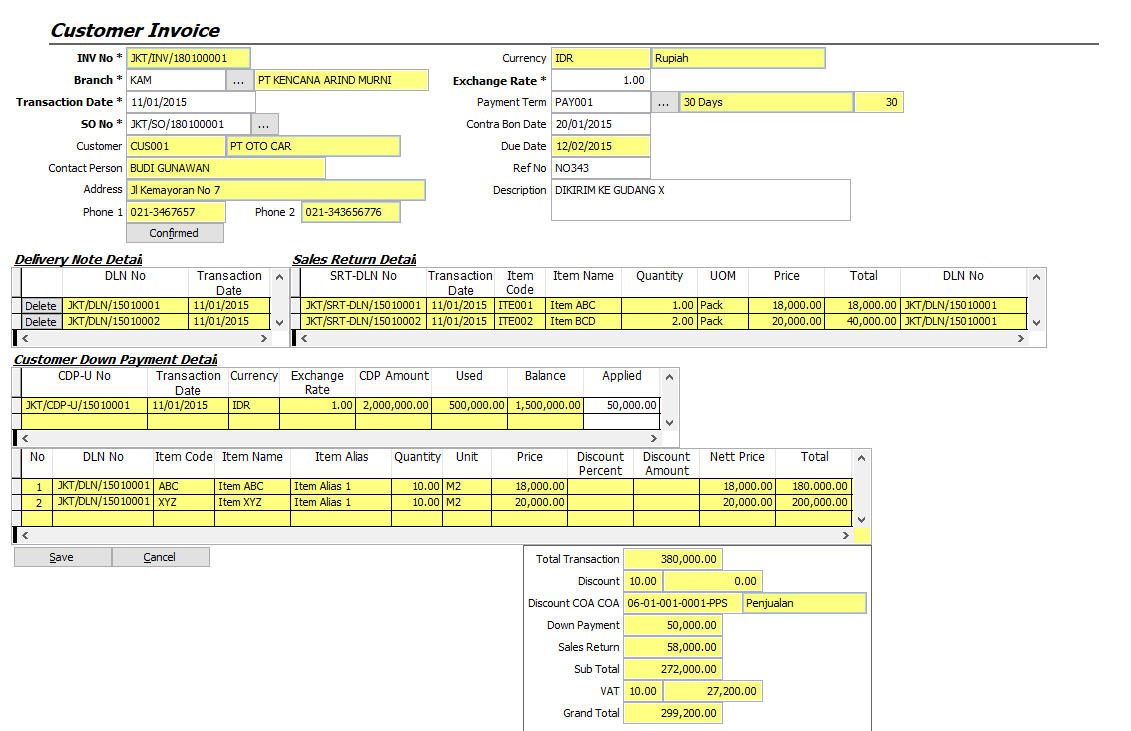 Customer Invoice
INV No * JKT/INV/180100001 Currency IDR Rupiah
Branch * KAM ... PT KENCANA ARIND MURNI Exchange Rate * 1.00
Transaction Date * 11/01/2015 Payment Term PAY001 ... 30 Days 30
SO No * JKT/SO/180100001 ... Contra Bon Date 20/01/2015
Customer CUS001 PT OTO CAR Due Date 12/02/2015
Contact Person BUDI GUNAWAN Ref No NO343
Address Jl Kemayoran No 7 Description DIKIRIM KE GUDANG X
Phone 1 021-3467657 Phone 2 021-343656776
Confirmed
Delivery Note Detail Sales Return Detail
DLN No Transaction Date SRT-DLN No Transaction Date Item Code Item Name Quantity UOM Price Total DLN No
Delete JKT/DLN/15010001 11/01/2015 JKT/SRT-DLN/15010001 11/01/2015 ITE001 Item ABC 1.00 Pack 18,000.00 18,000.00 JKT/DLN/15010001
Delete JKT/DLN/15010002 11/01/2015 JKT/SRT-DLN/15010002 11/01/2015 ITE002 Item BCD 2.00 Pack 20,000.00 40,000.00 JKT/DLN/15010001
Customer Down Payment Detail
CDP-U No Transaction Date Currency Exchange Rate CDP Amount Used Balance Applied
JKT/CDP-U/15010001 11/01/2015 IDR 1.00 2,000,000.00 500,000.00 1,500,000.00 50,000.00
No DLN No Item Code Item Name Item Alias Quantity Unit Price Discount Percent Discount Amount Nett Price Total
1 JKT/DLN/15010001 ABC Item ABC Item Alias 1 10.00 M2 18,000.00 18,000.00 180.000.00
2 JKT/DLN/15010001 XYZ Item XYZ Item Alias 1 10.00 M2 20,000.00 20,000.00 200,000.00
Save Cancel
Total Transaction 380,000.00
Discount 10.00 0.00
Discount COA COA 06-01-001-0001-PPS Penjualan
Down Payment 50,000.00
Sales Return 58,000.00
Sub Total 272,000.00
VAT 10.00 27,200.00
Grand Total 299,200.00